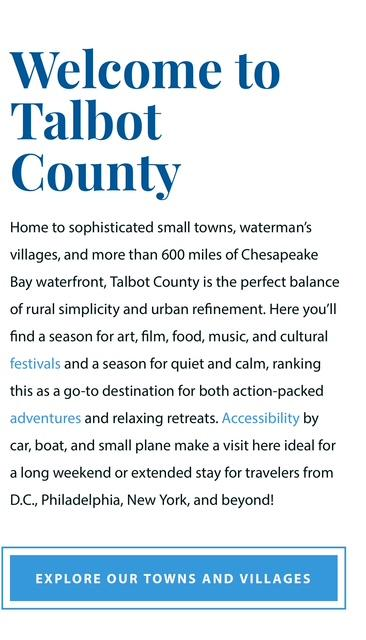 Welcome to
Talbot
County
Home to sophisticated small towns, waterman's
villages, and more than 600 miles of Chesapeake
Bay waterfront, Talbot County is the perfect balance
of rural simplicity and urban refinement. Here you'll
find a season for art, film, food, music, and cultural
festivals and a season for quiet and calm, ranking
this as a go-to destination for both action-packed
adventures and relaxing retreats. Accessibility by
car, boat, and small plane make a visit here ideal for
a long weekend or extended stay for travelers from
D.C., Philadelphia, New York, and beyond!
EXPLORE OUR TOWNS AND VILLAGES